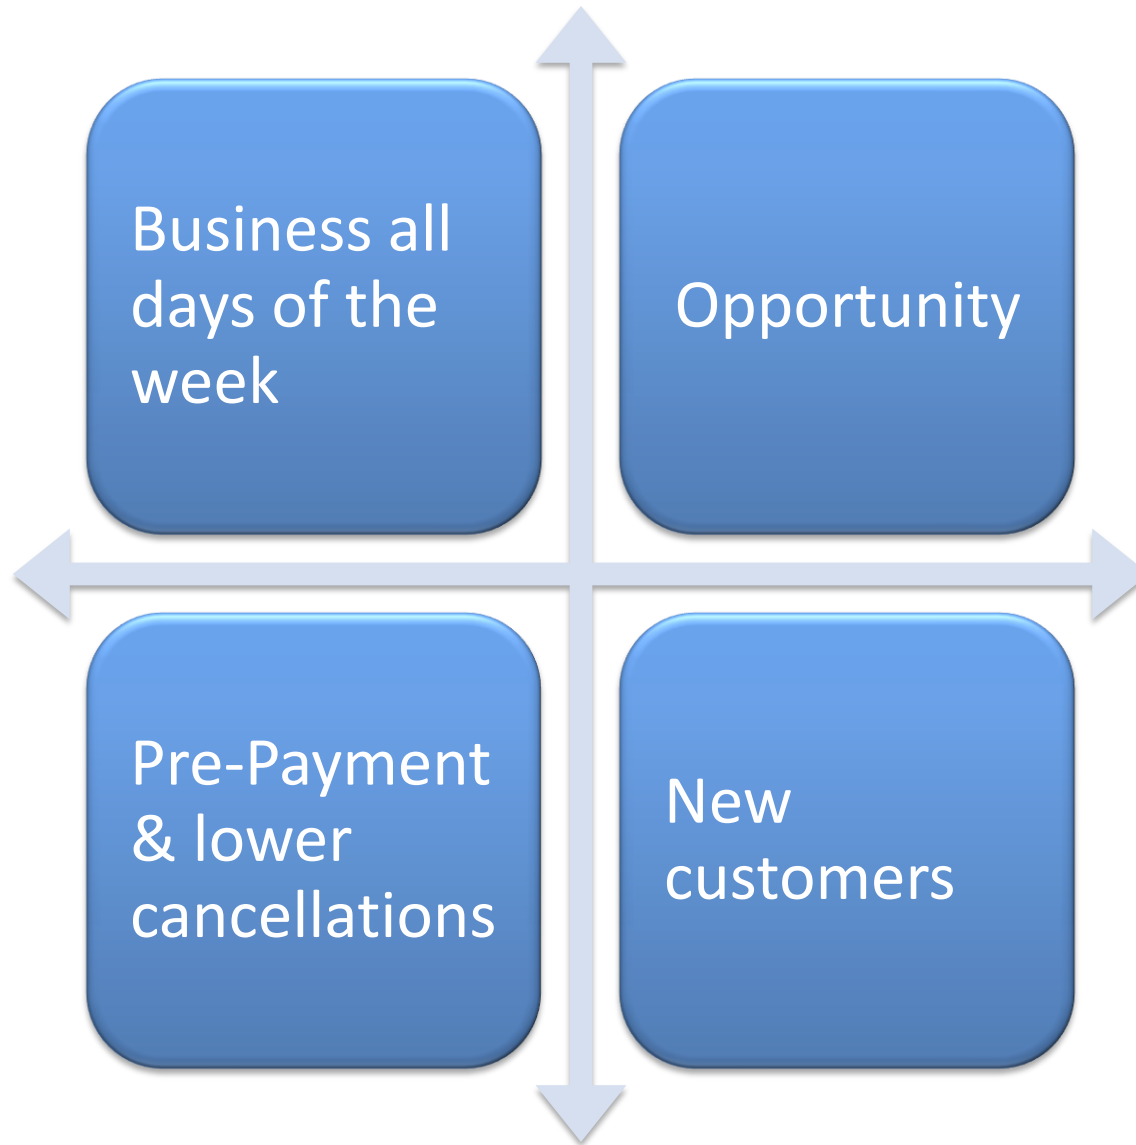 Business all
days of the
week
Opportunity
Pre-Payment
& lower
cancellations
New
customers